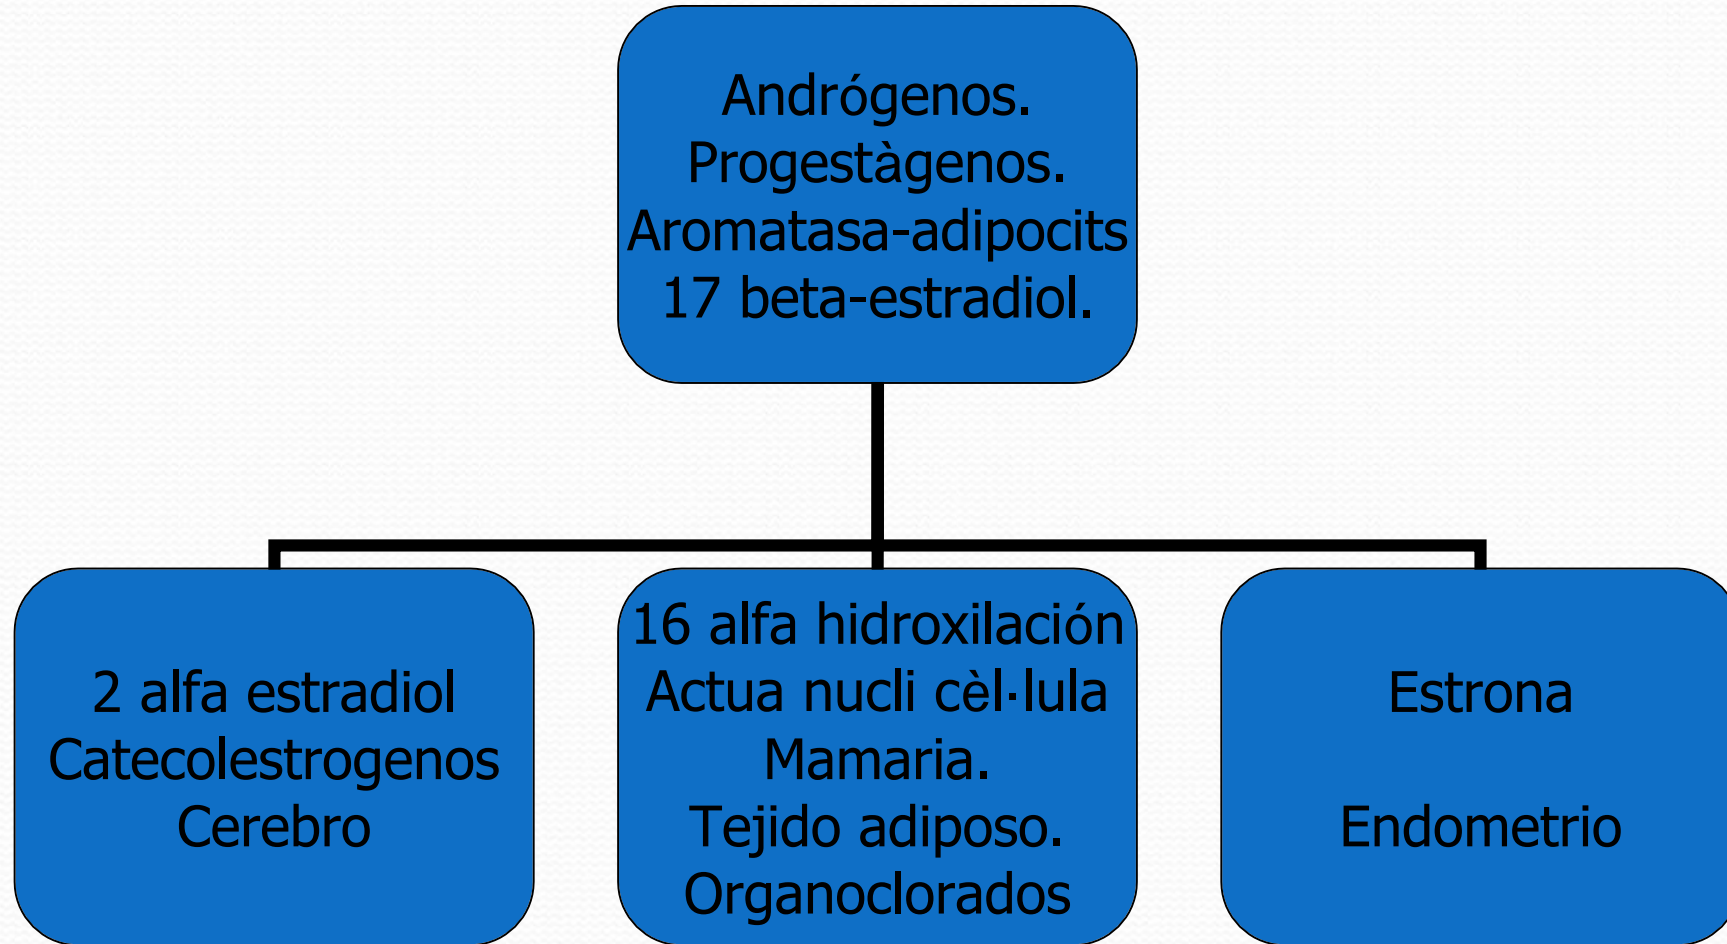 Andrógenos.
Progestàgenos.
Aromatasa-adipocits
17 beta-estradiol.
2 alfa estradiol
Catecolestrogenos
Cerebro
16 alfa hidroxilación
Actua nucli cèl·lula
Mamaria.
Tejido adiposo.
Organoclorados
Estrona
Endometrio